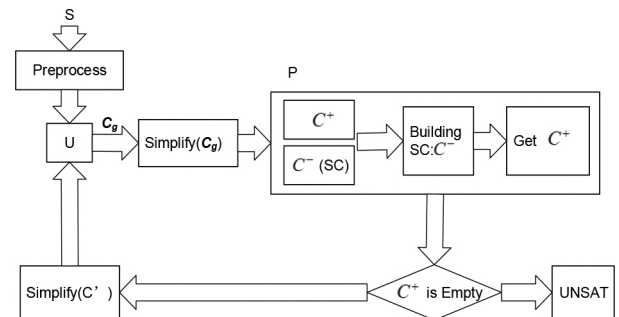 S
Preprocess
P
U
C_g
Simplify(C_g)
C⁺
C⁻ (SC)
Building
SC:C⁻
Get C⁺
Simplify(C’)
C⁺ is Empty
UNSAT